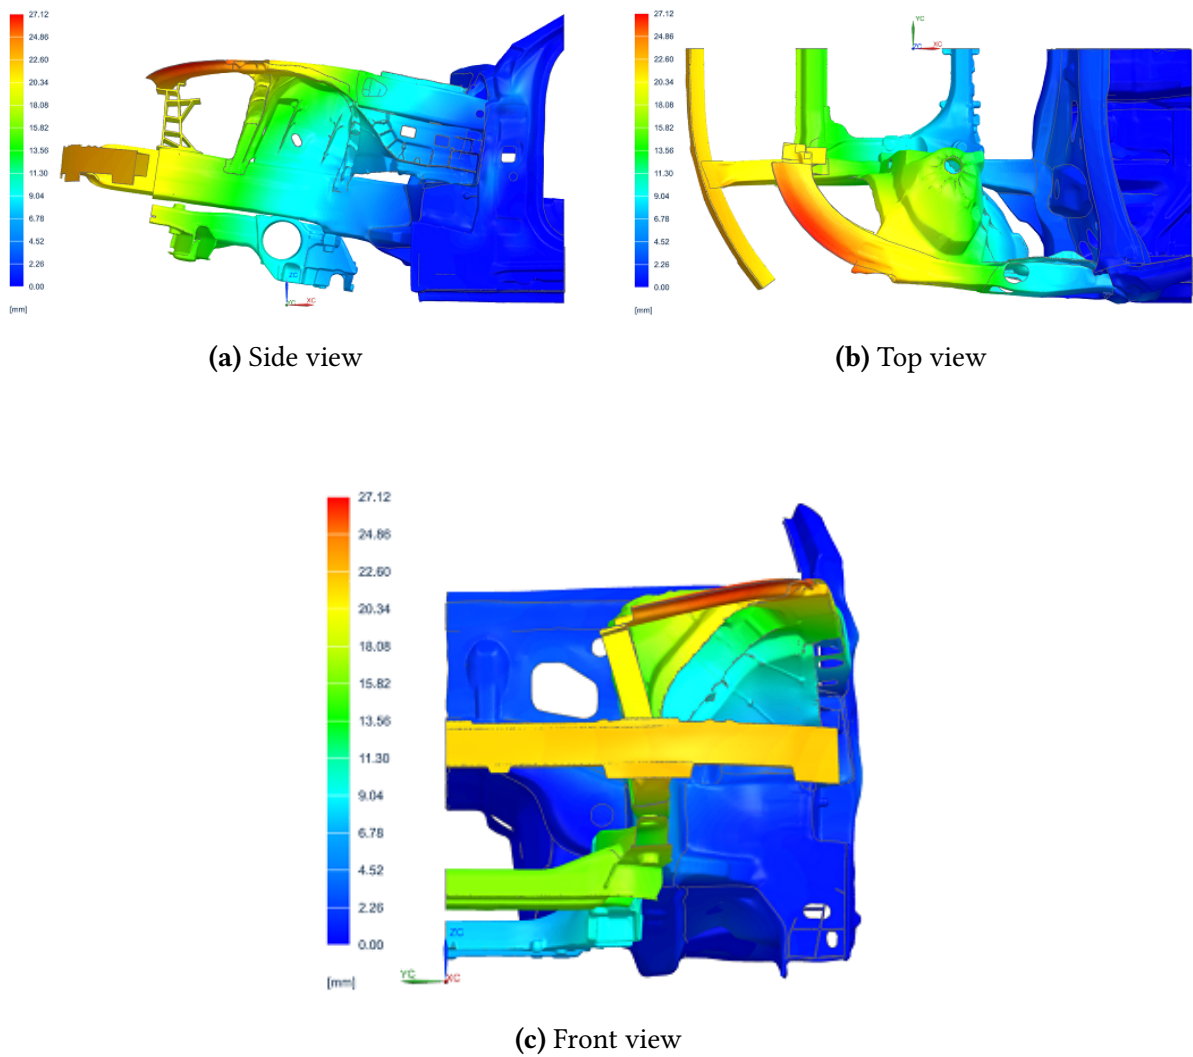 27.12
24.86
22.60
20.34
18.08
15.82
13.56
11.30
9.04
6.78
4.52
2.26
0.00
[mm]
ZC
YC
XC
(a) Side view
27.12
24.86
22.60
20.34
18.08
15.82
13.56
11.30
9.04
6.78
4.52
2.26
0.00
[mm]
YC
ZC
XC
(b) Top view
27.12
24.86
22.60
20.34
18.08
15.82
13.56
11.30
9.04
6.78
4.52
2.26
0.00
[mm]
ZC
YC
XC
(c) Front view